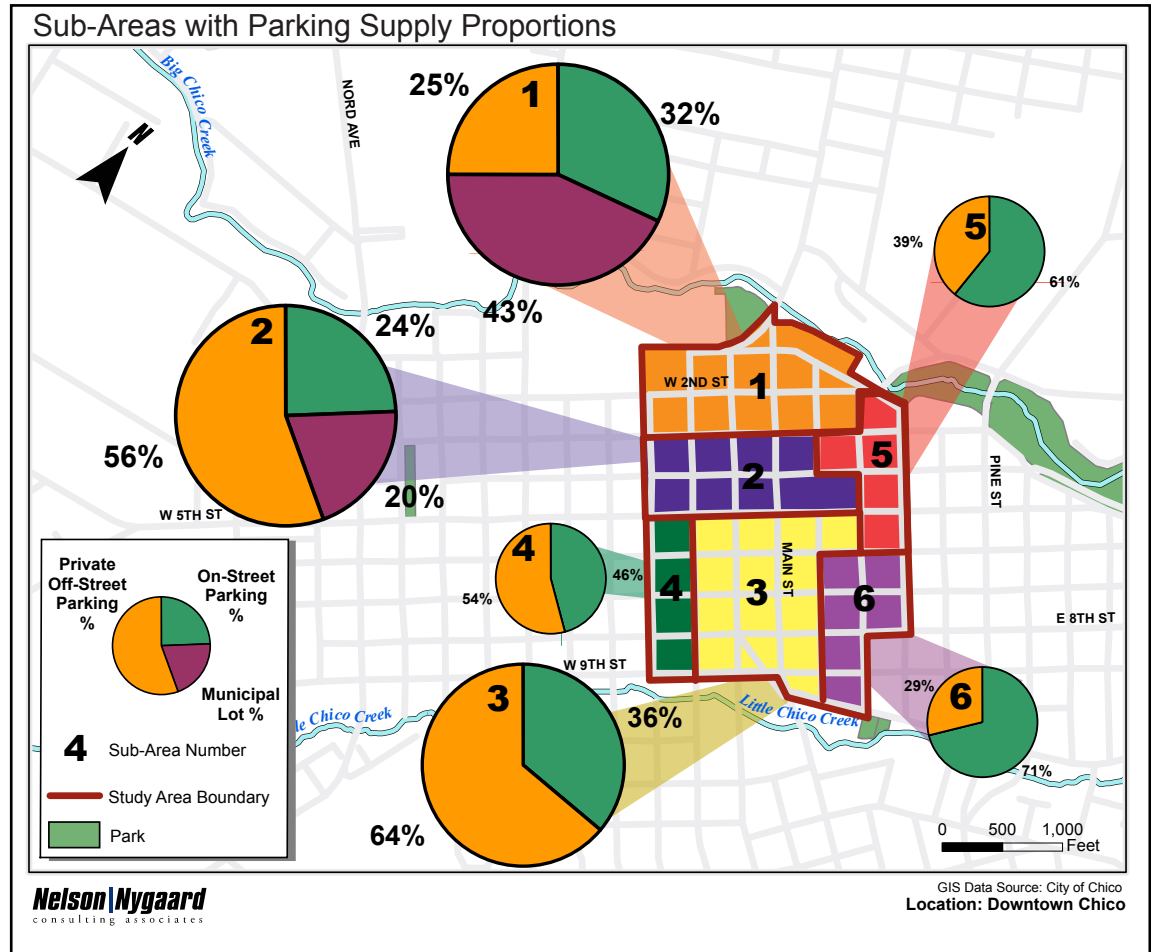 Sub-Areas with Parking Supply Proportions
Big Chico Creek
N
NORD AVE
25%
1
32%
43%
5
39%
61%
2
24%
56%
20%
W 5TH ST
W 2ND ST
1
2
5
PINE ST
4
46%
54%
4
3
MAIN ST
6
E 8TH ST
W 9TH ST
3
36%
64%
Little Chico Creek
29%
6
71%
le Chico Creek
Private
Off-Street
Parking
%
On-Street
Parking
%
Municipal
Lot %
4 Sub-Area Number
Study Area Boundary
Park
0 500 1,000
Feet
Nelson|Nygaard
consulting associates
GIS Data Source: City of Chico
Location: Downtown Chico